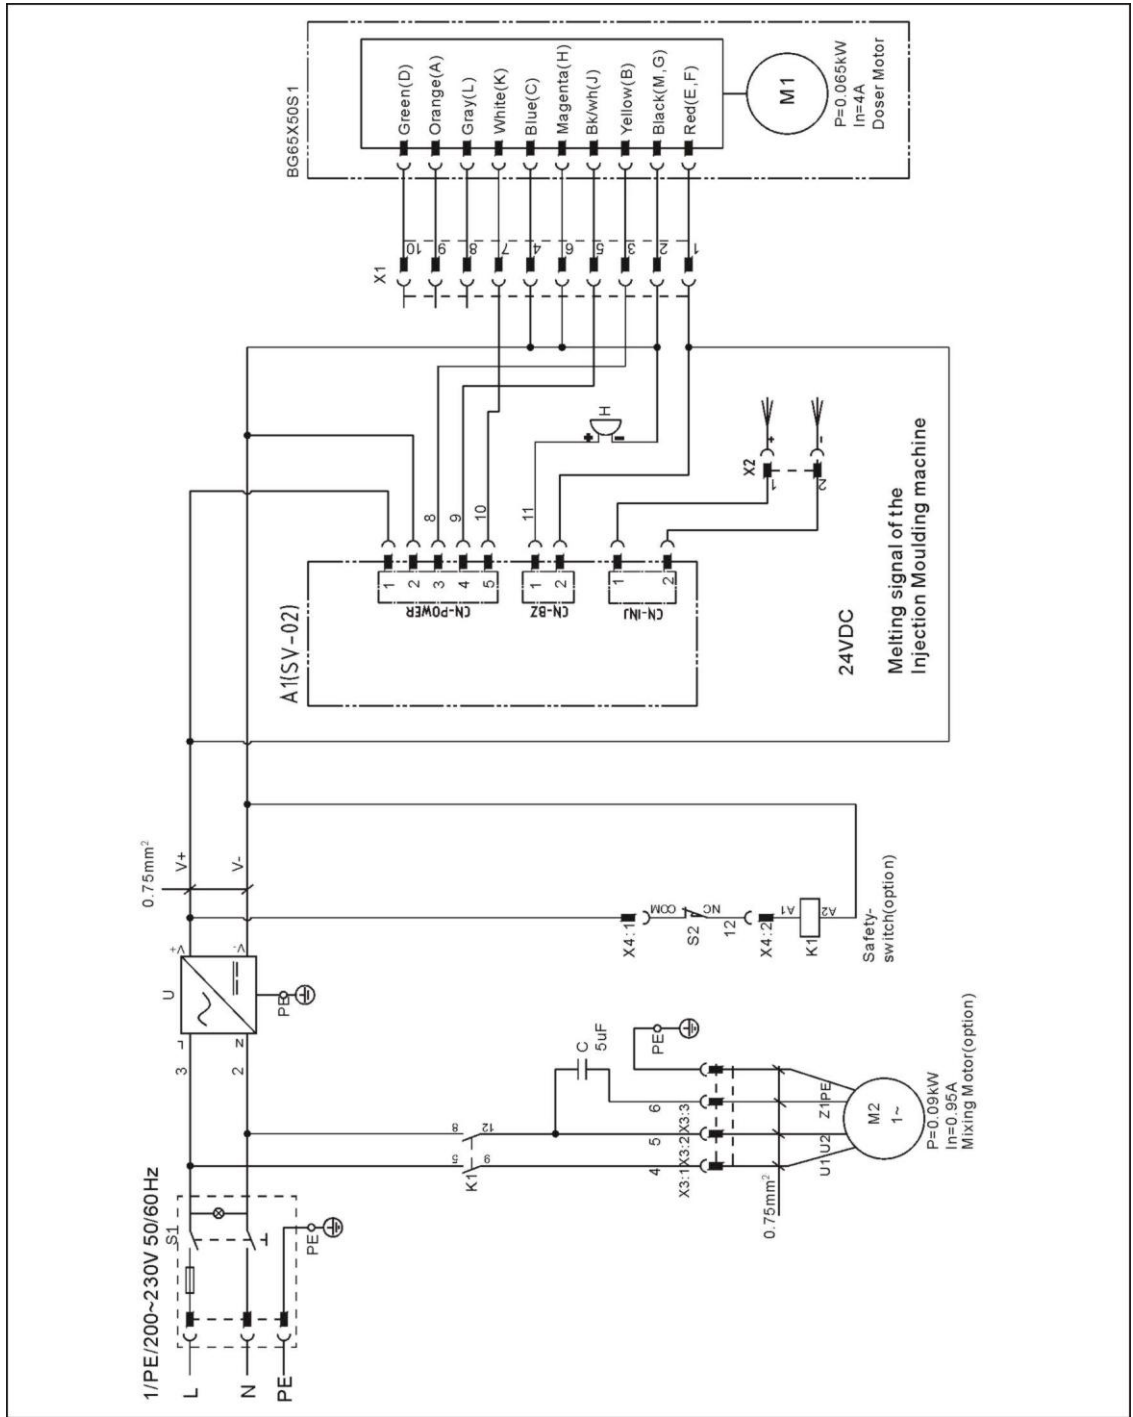 1/PE/200~230V 50/60Hz
L
N
PE
S1
PE
3
2
L
N
U
V+
V-
PE
0.75mm²
V+
V-
K1
5
9
8
12
C
5uF
4
5
6
X3:1
X3:2
X3:3
PE
0.75mm²
U1
U2
Z1
PE
M2
1~
P=0.09kW
In=0.95A
Mixing Motor(option)
X4:1
COM
S2
NC
12
X4:2
A1
K1
A2
Safety-
switch(option)
A1(SV-02)
CN-POWER
1
2
3
4
5
CN-BZ
1
2
CN-INJ
1
2
8
9
10
11
H
+
-
X2
1
2
+
-
24VDC
Melting signal of the
Injection Moulding machine
X1
10
9
8
7
4
6
5
3
2
1
BG65X50S1
Green(D)
Orange(A)
Gray(L)
White(K)
Blue(C)
Magenta(H)
Bk/wh(J)
Yellow(B)
Black(M,G)
Red(E,F)
M1
P=0.065kW
In=4A
Doser Motor